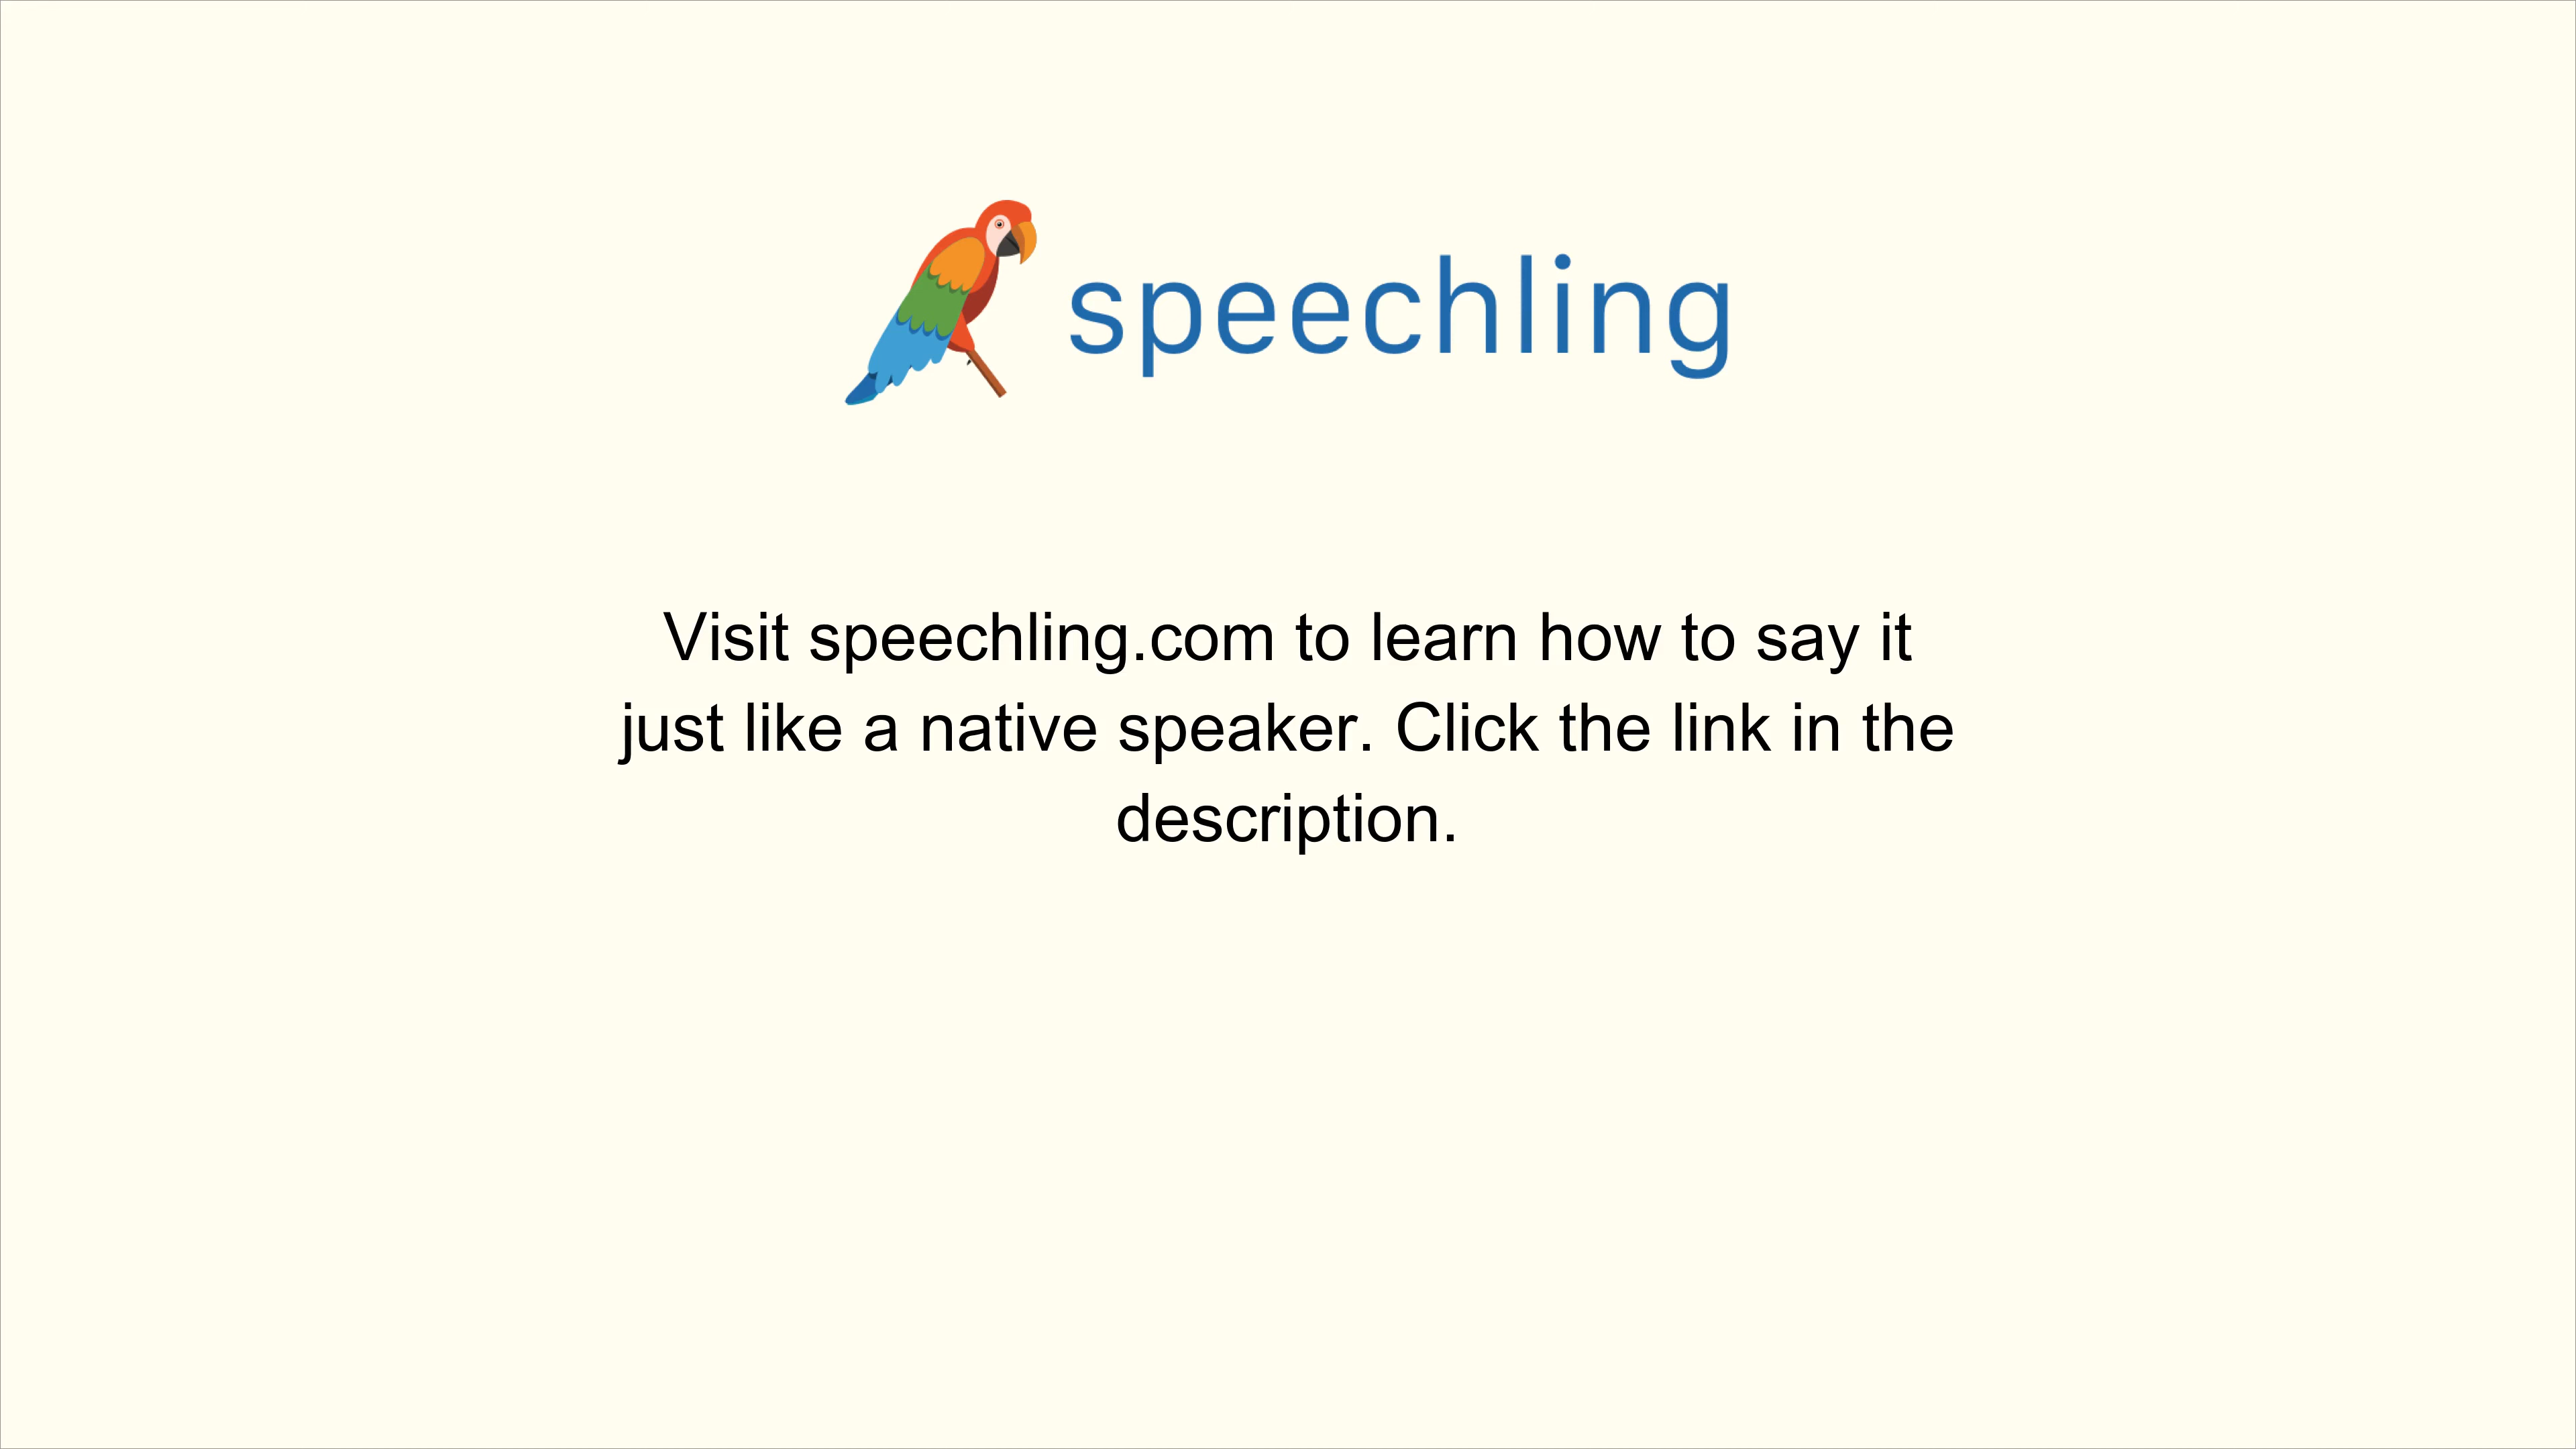 speechling
Visit speechling.com to learn how to say it
just like a native speaker. Click the link in the
description.